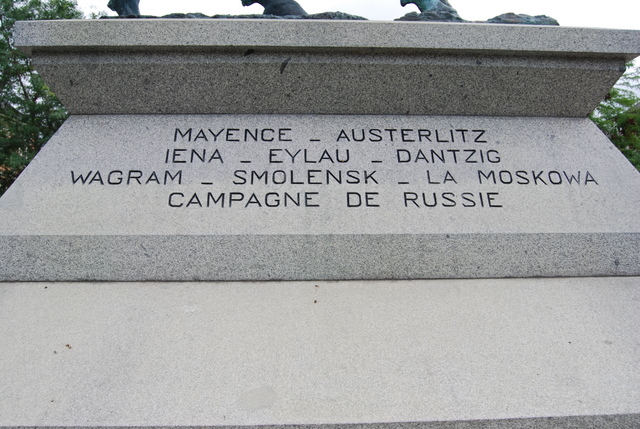 MAYENCE – AUSTERLITZ
IENA – EYLAU – DANTZIG
WAGRAM – SMOLENSK – LA MOSKOWA
CAMPAGNE DE RUSSIE